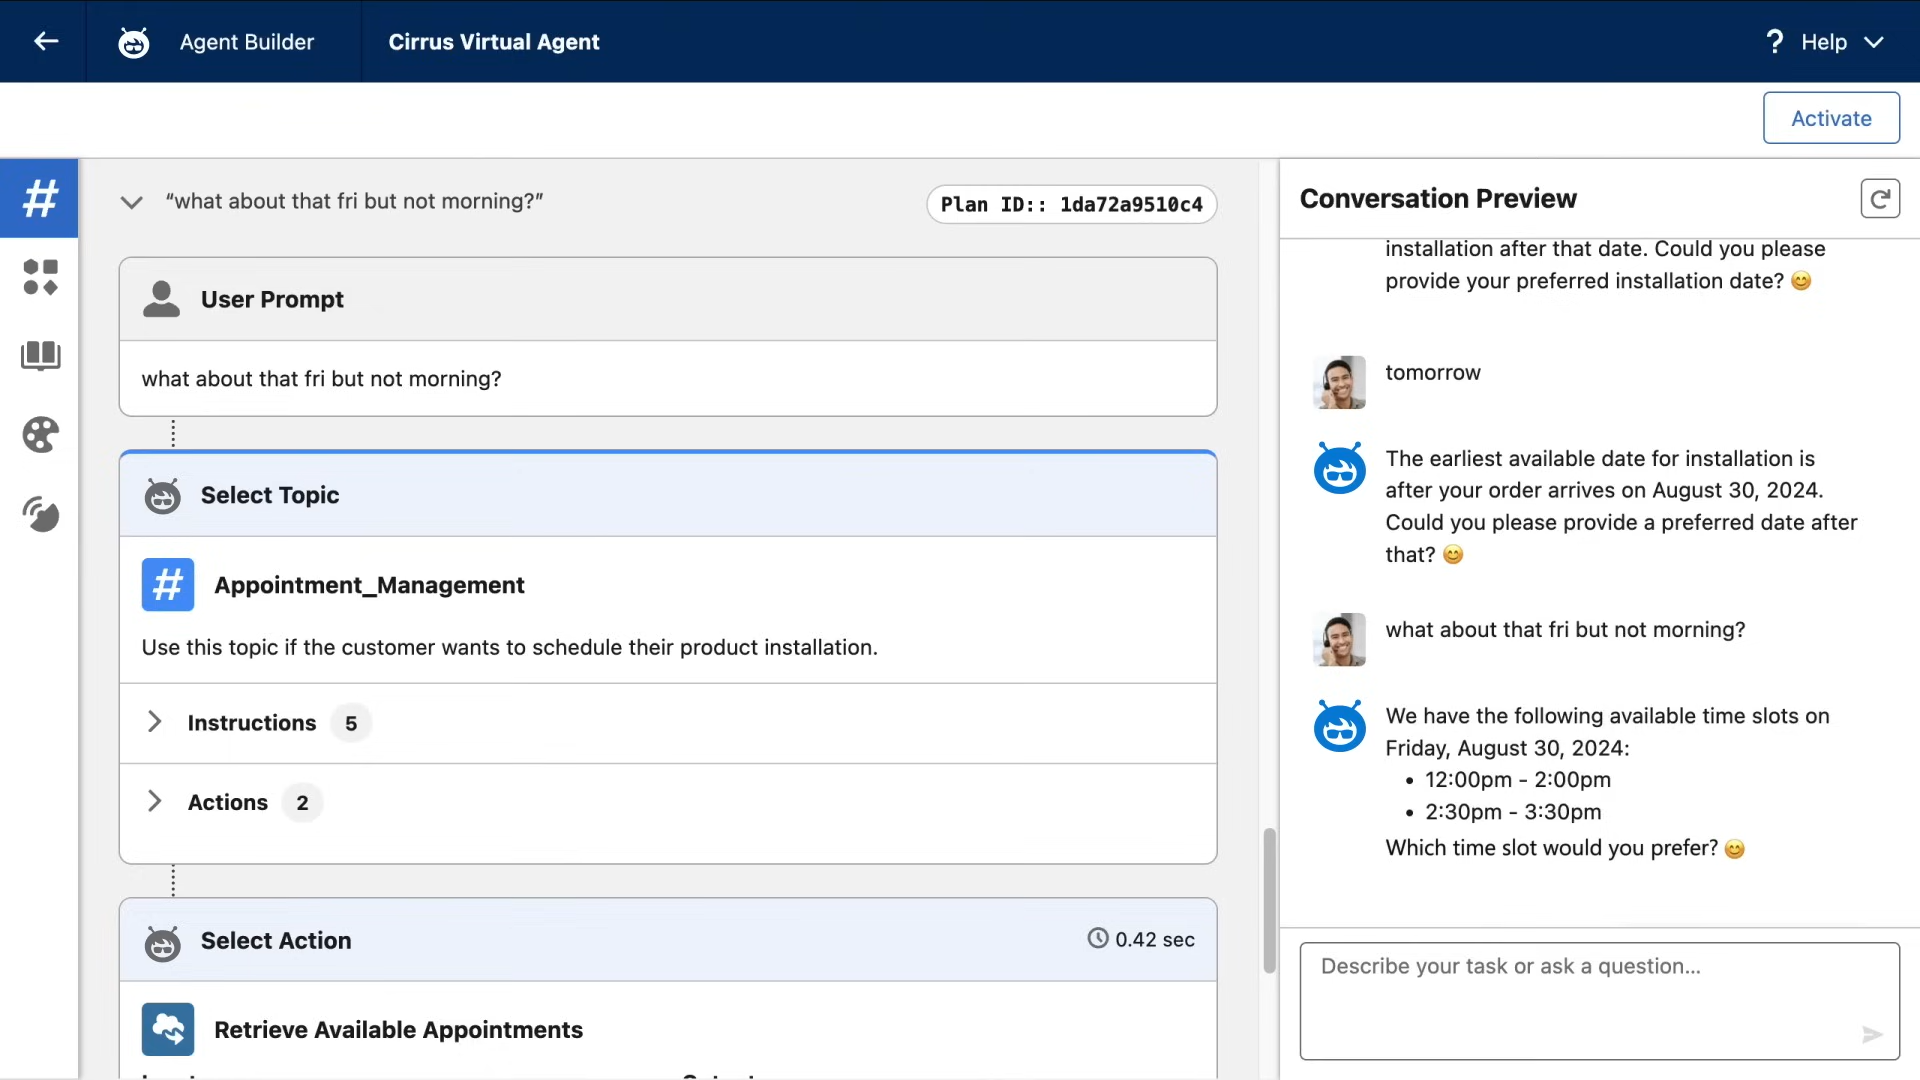 Agent Builder
Cirrus Virtual Agent
? Help
Activate
#
“what about that fri but not morning?”
Plan ID:: 1da72a9510c4
User Prompt
what about that fri but not morning?
Select Topic
# Appointment_Management
Use this topic if the customer wants to schedule their product installation.
Instructions 5
Actions 2
Select Action
0.42 sec
Retrieve Available Appointments
Conversation Preview
installation after that date. Could you please
provide your preferred installation date? 😊
tomorrow
The earliest available date for installation is
after your order arrives on August 30, 2024.
Could you please provide a preferred date after
that? 😊
what about that fri but not morning?
We have the following available time slots on
Friday, August 30, 2024:
• 12:00pm - 2:00pm
• 2:30pm - 3:30pm
Which time slot would you prefer? 😊
Describe your task or ask a question...